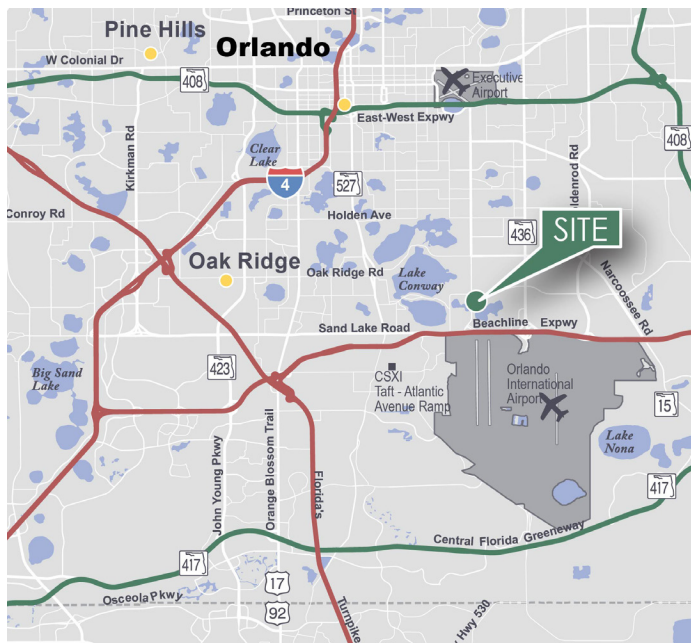 Princeton St
Pine Hills
Orlando
W Colonial Dr
408
Executive
Airport
East-West Expwy
Kirkman Rd
Clear
Lake
4
527
408
ldenrod Rd
Conroy Rd
Holden Ave
436
SITE
Oak Ridge
Oak Ridge Rd
Lake
Conway
Narcoossee Rd
Sand Lake Road
Beachline Expwy
423
Big Sand
Lake
CSXI
Taft - Atlantic
Avenue Ramp
Orlando
International
Airport
15
Lake
Nona
John Young Pkwy
Orange Blossom Trail
Florida's
417
Central Florida Greeneway
417
Osceola Pkwy
17
92
Turnpike
Hwy 530